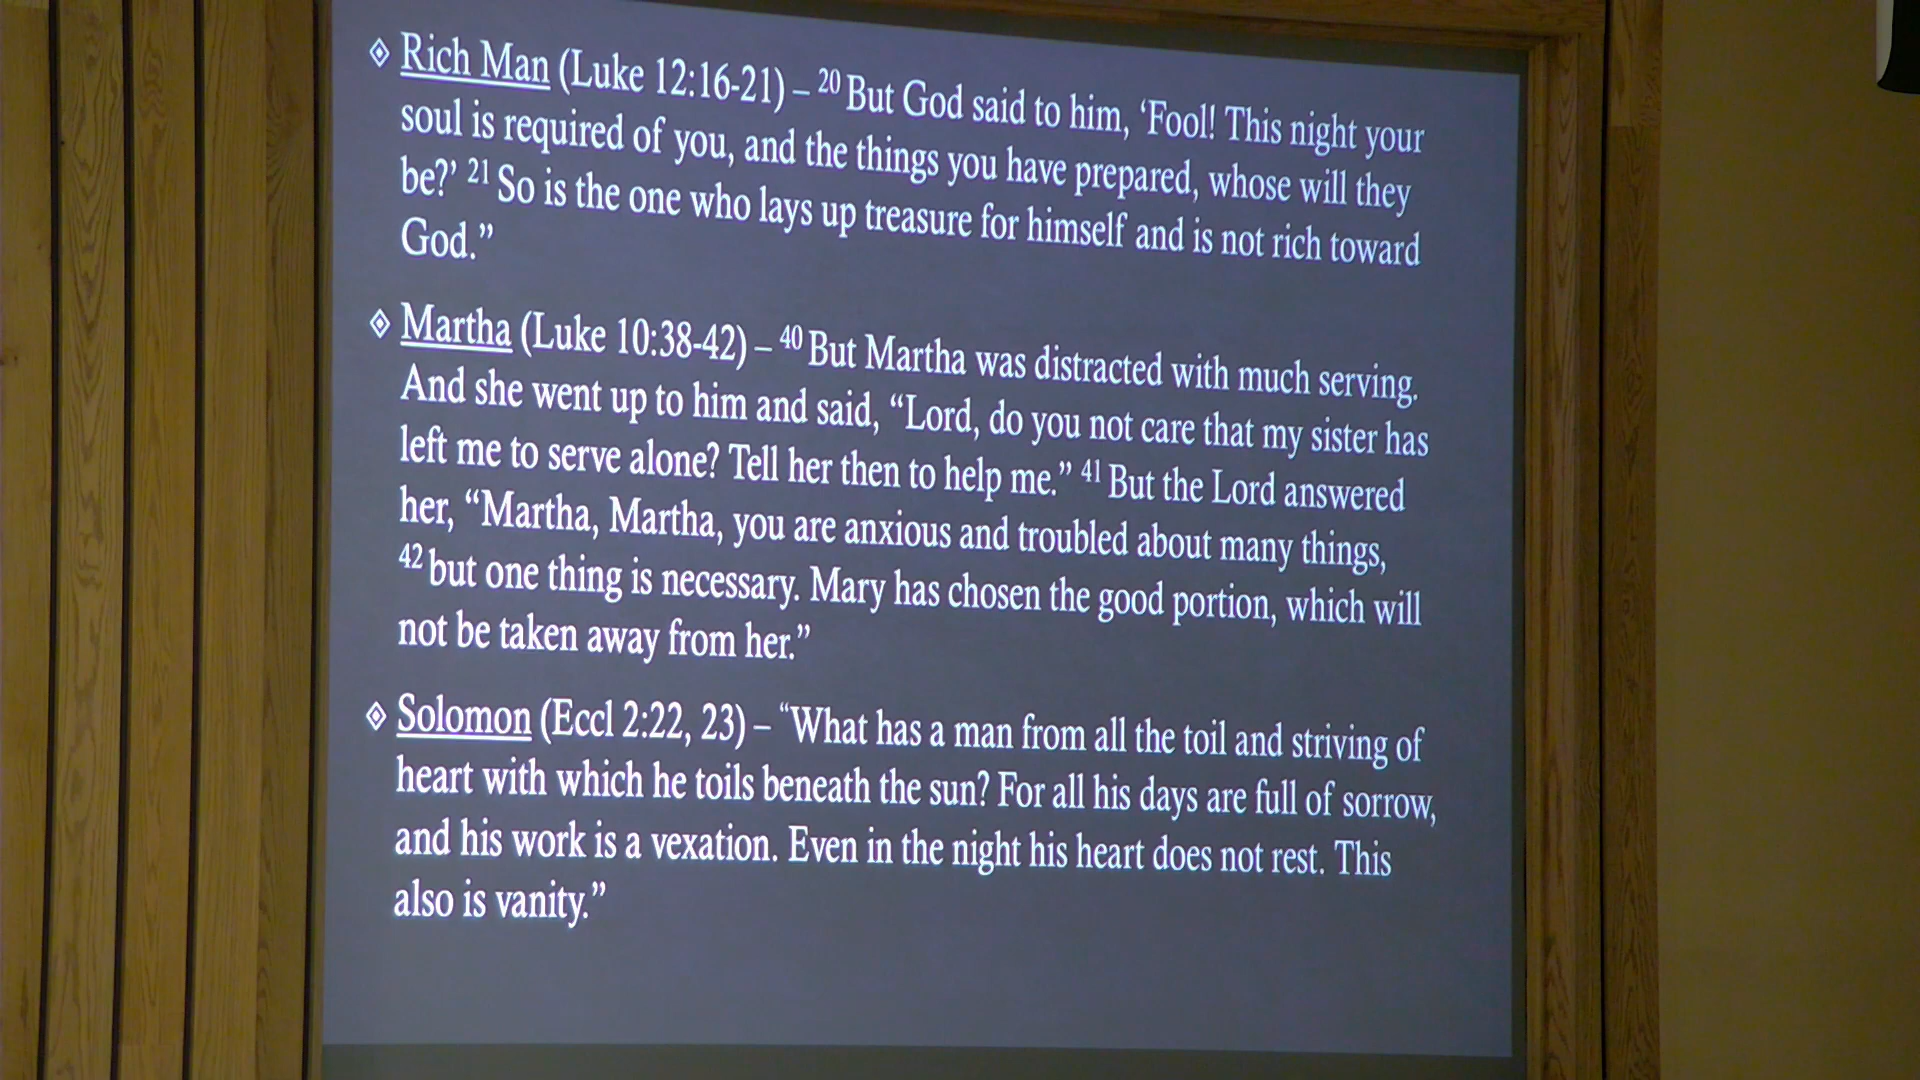 Rich Man (Luke 12:16-21) – 20 But God said to him, ‘Fool! This night your
soul is required of you, and the things you have prepared, whose will they
be?’ 21 So is the one who lays up treasure for himself and is not rich toward
God.”
Martha (Luke 10:38-42) – 40 But Martha was distracted with much serving.
And she went up to him and said, “Lord, do you not care that my sister has
left me to serve alone? Tell her then to help me.” 41 But the Lord answered
her, “Martha, Martha, you are anxious and troubled about many things,
42 but one thing is necessary. Mary has chosen the good portion, which will
not be taken away from her.”
Solomon (Eccl 2:22, 23) – “What has a man from all the toil and striving of
heart with which he toils beneath the sun? For all his days are full of sorrow,
and his work is a vexation. Even in the night his heart does not rest. This
also is vanity.”